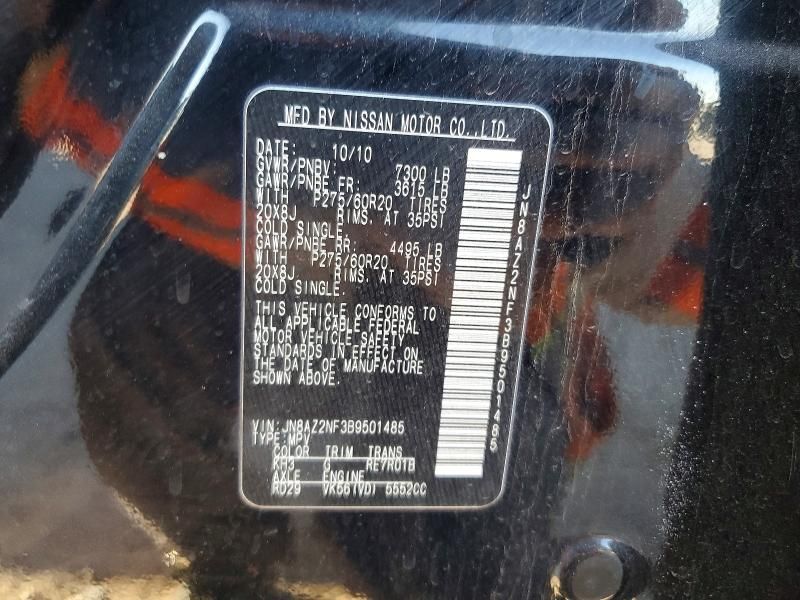 MFD BY NISSAN MOTOR CO.,LTD.
DATE: 10/10
GVWR/PNBV: 7300 LB
GAWR/PNBE FR: 3615 LB
WITH P275/60R20 TIRES
20X8J RIMS. AT 35PSI
COLD SINGLE.
GAWR/PNBE RR: 4495 LB
WITH P275/60R20 TIRES
20X8J RIMS. AT 35PSI
COLD SINGLE.
THIS VEHICLE CONFORMS TO
ALL APPLICABLE FEDERAL
MOTOR VEHICLE SAFETY
STANDARDS IN EFFECT ON
THE DATE OF MANUFACTURE
SHOWN ABOVE.
VIN: JN8AZ2NF3B9501485
TYPE:MPV
COLOR TRIM TRANS
KH3 G RE7R01B
AXLE ENGINE
RD29 VK56(VD) 5552CC
JN8AZ2NF3B9501485